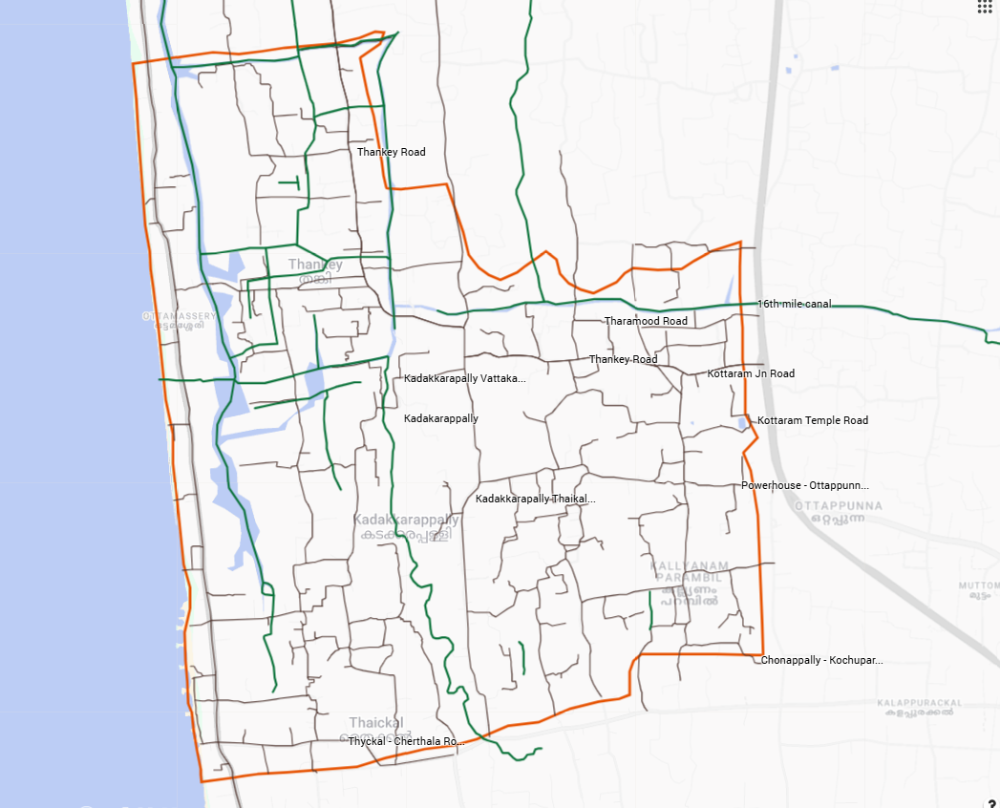 Thankey Road
Thankey
തങ്കി
OTTAMASSERY
ഒറ്റമശ്ശേരി
16th mile canal
Tharamood Road
Thankey Road
Kottaram Jn Road
Kadakkarapally Vattaka...
Kadakarappally
Kottaram Temple Road
Powerhouse - Ottappunn...
Kadakkarapally Thaikal...
OTTAPPUNNA
ഒറ്റപ്പുന്ന
Kadakkarappally
കടക്കരപ്പള്ളി
KALLYANAM
PARAMBIL
കല്ല്യണം
പറമ്പിൽ
MUTTOM
മുട്ടം
Chonappally - Kochupar...
KALAPPURACKAL
കളപ്പുരക്കൽ
Thaickal
തൈക്കൽ
Thyckal - Cherthala Ro...
?